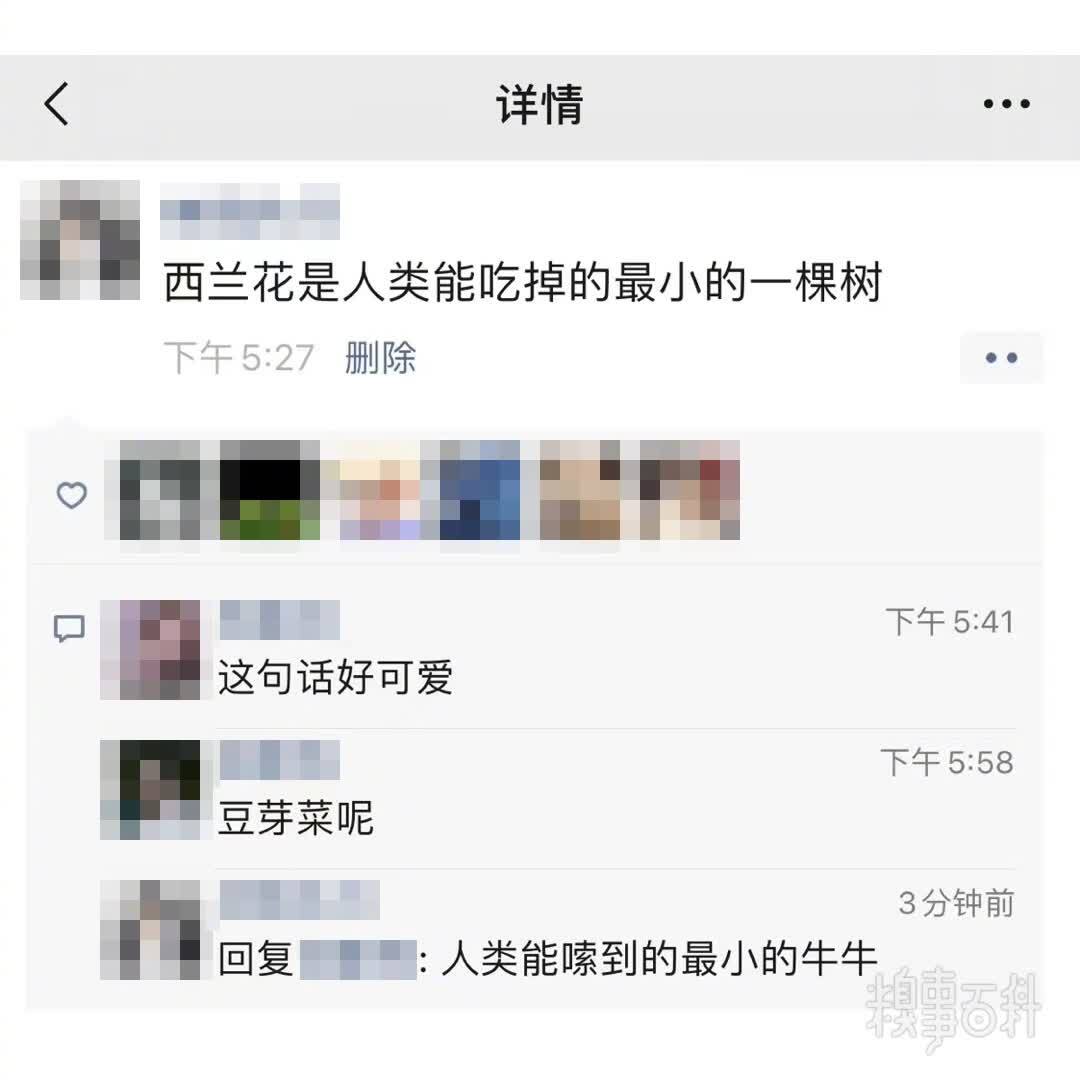 详情
西兰花是人类能吃掉的最小的一棵树
下午5:27 删除
下午5:41
这句话好可爱
下午5:58
豆芽菜呢
3分钟前
回复 : 人类能嗦到的最小的牛牛
糗事百科